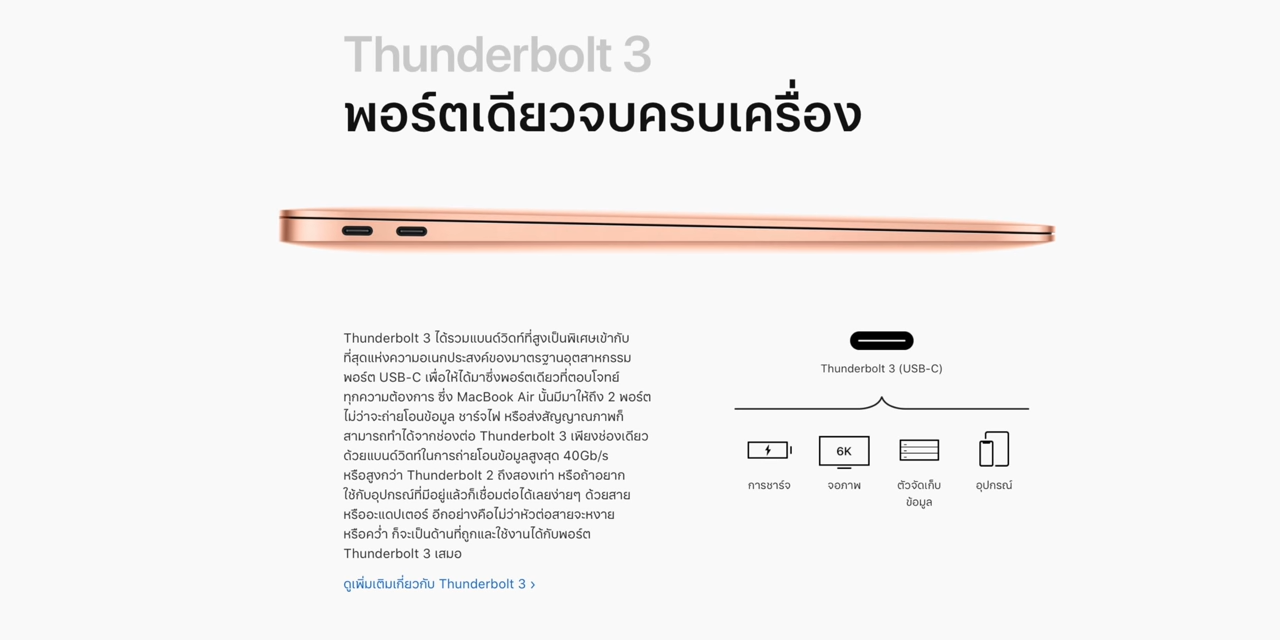 Thunderbolt 3
พอร์ตเดียวจบครบเครื่อง
Thunderbolt 3 ได้รวมแบนด์วิดท์ที่สูงเป็นพิเศษเข้ากับ
ที่สุดแห่งความอเนกประสงค์ของมาตรฐานอุตสาหกรรม
พอร์ต USB-C เพื่อให้ได้มาซึ่งพอร์ตเดียวที่ตอบโจทย์
ทุกความต้องการ ซึ่ง MacBook Air นั้นมีมาให้ถึง 2 พอร์ต
ไม่ว่าจะถ่ายโอนข้อมูล ชาร์จไฟ หรือส่งสัญญาณภาพก็
สามารถทำได้จากช่องต่อ Thunderbolt 3 เพียงช่องเดียว
ด้วยแบนด์วิดท์ในการถ่ายโอนข้อมูลสูงสุด 40Gb/s
หรือสูงกว่า Thunderbolt 2 ถึงสองเท่า หรือถ้าอยาก
ใช้กับอุปกรณ์ที่มีอยู่แล้วก็เชื่อมต่อได้เลยง่ายๆ ด้วยสาย
หรืออะแดปเตอร์ อีกอย่างคือไม่ว่าหัวต่อสายจะหงาย
หรือคว่ำ ก็จะเป็นด้านที่ถูกและใช้งานได้กับพอร์ต
Thunderbolt 3 เสมอ
ดูเพิ่มเติมเกี่ยวกับ Thunderbolt 3 ›
Thunderbolt 3 (USB-C)
6K
การชาร์จ
จอภาพ
ตัวจัดเก็บ
ข้อมูล
อุปกรณ์